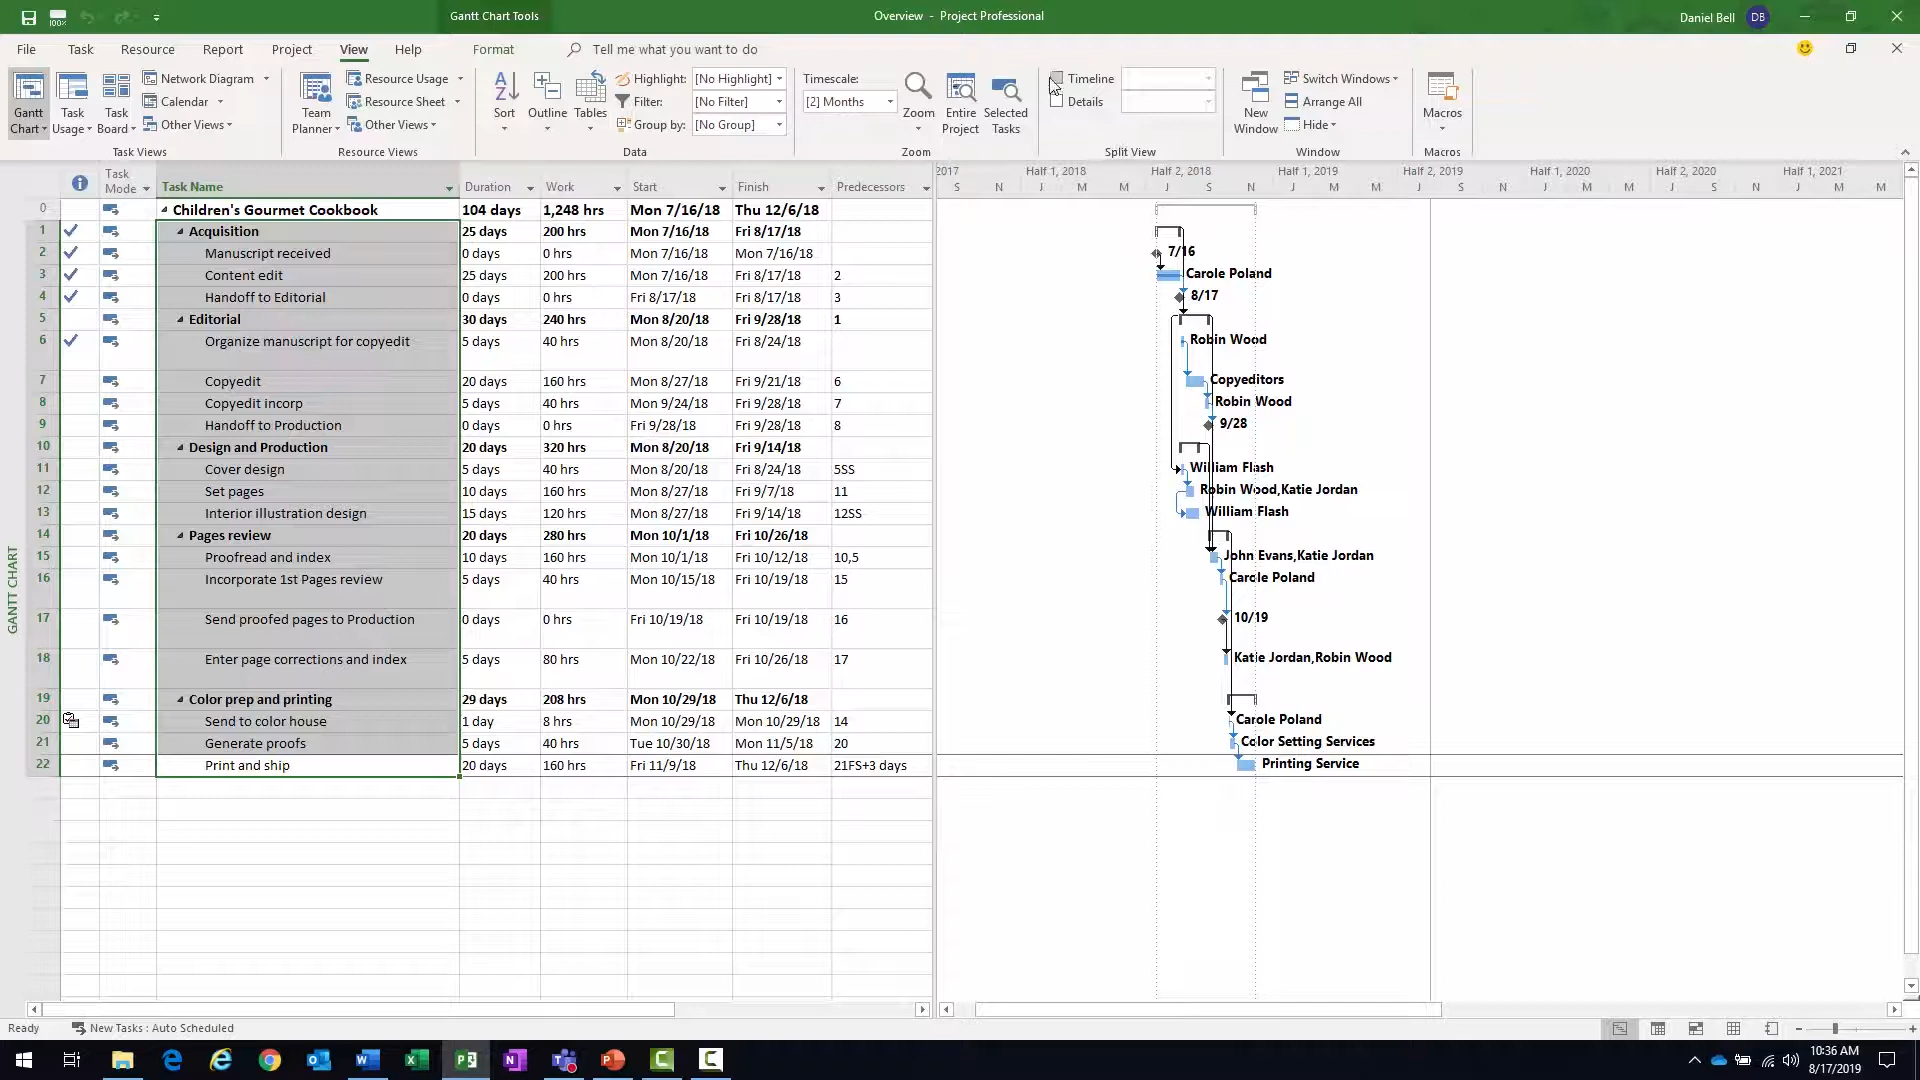 100%
Gantt Chart Tools
Overview - Project Professional
Daniel Bell DB
File Task Resource Report Project View Help Format Tell me what you want to do
Gantt Chart
Task Usage
Task Board
Network Diagram
Calendar
Other Views
Task Views
Team Planner
Resource Usage
Resource Sheet
Other Views
Resource Views
Sort
Outline
Tables
Highlight: [No Highlight]
Filter: [No Filter]
Group by: [No Group]
Data
Timescale:
[2] Months
Zoom
Entire Project
Selected Tasks
Zoom
Timeline
Details
Split View
New Window
Switch Windows
Arrange All
Hide
Window
Macros
Macros
Task Mode Task Name Duration Work Start Finish Predecessors
0 Children's Gourmet Cookbook 104 days 1,248 hrs Mon 7/16/18 Thu 12/6/18
1 Acquisition 25 days 200 hrs Mon 7/16/18 Fri 8/17/18
2 Manuscript received 0 days 0 hrs Mon 7/16/18 Mon 7/16/18
3 Content edit 25 days 200 hrs Mon 7/16/18 Fri 8/17/18 2
4 Handoff to Editorial 0 days 0 hrs Fri 8/17/18 Fri 8/17/18 3
5 Editorial 30 days 240 hrs Mon 8/20/18 Fri 9/28/18 1
6 Organize manuscript for copyedit 5 days 40 hrs Mon 8/20/18 Fri 8/24/18
7 Copyedit 20 days 160 hrs Mon 8/27/18 Fri 9/21/18 6
8 Copyedit incorp 5 days 40 hrs Mon 9/24/18 Fri 9/28/18 7
9 Handoff to Production 0 days 0 hrs Fri 9/28/18 Fri 9/28/18 8
10 Design and Production 20 days 320 hrs Mon 8/20/18 Fri 9/14/18
11 Cover design 5 days 40 hrs Mon 8/20/18 Fri 8/24/18 5SS
12 Set pages 10 days 160 hrs Mon 8/27/18 Fri 9/7/18 11
13 Interior illustration design 15 days 120 hrs Mon 8/27/18 Fri 9/14/18 12SS
14 Pages review 20 days 280 hrs Mon 10/1/18 Fri 10/26/18
15 Proofread and index 10 days 160 hrs Mon 10/1/18 Fri 10/12/18 10,5
16 Incorporate 1st Pages review 5 days 40 hrs Mon 10/15/18 Fri 10/19/18 15
17 Send proofed pages to Production 0 days 0 hrs Fri 10/19/18 Fri 10/19/18 16
18 Enter page corrections and index 5 days 80 hrs Mon 10/22/18 Fri 10/26/18 17
19 Color prep and printing 29 days 208 hrs Mon 10/29/18 Thu 12/6/18
20 Send to color house 1 day 8 hrs Mon 10/29/18 Mon 10/29/18 14
21 Generate proofs 5 days 40 hrs Tue 10/30/18 Mon 11/5/18 20
22 Print and ship 20 days 160 hrs Fri 11/9/18 Thu 12/6/18 21FS+3 days
GANTT CHART
2017 Half 1, 2018 Half 2, 2018 Half 1, 2019 Half 2, 2019 Half 1, 2020 Half 2, 2020 Half 1, 2021
S N J M M J S N J M M J S N J M M J S N J M
7/16
Carole Poland
8/17
Robin Wood
Copyeditors
Robin Wood
9/28
William Flash
Robin Wood,Katie Jordan
William Flash
John Evans,Katie Jordan
Carole Poland
10/19
Katie Jordan,Robin Wood
Carole Poland
Color Setting Services
Printing Service
Ready New Tasks : Auto Scheduled
10:36 AM
8/17/2019